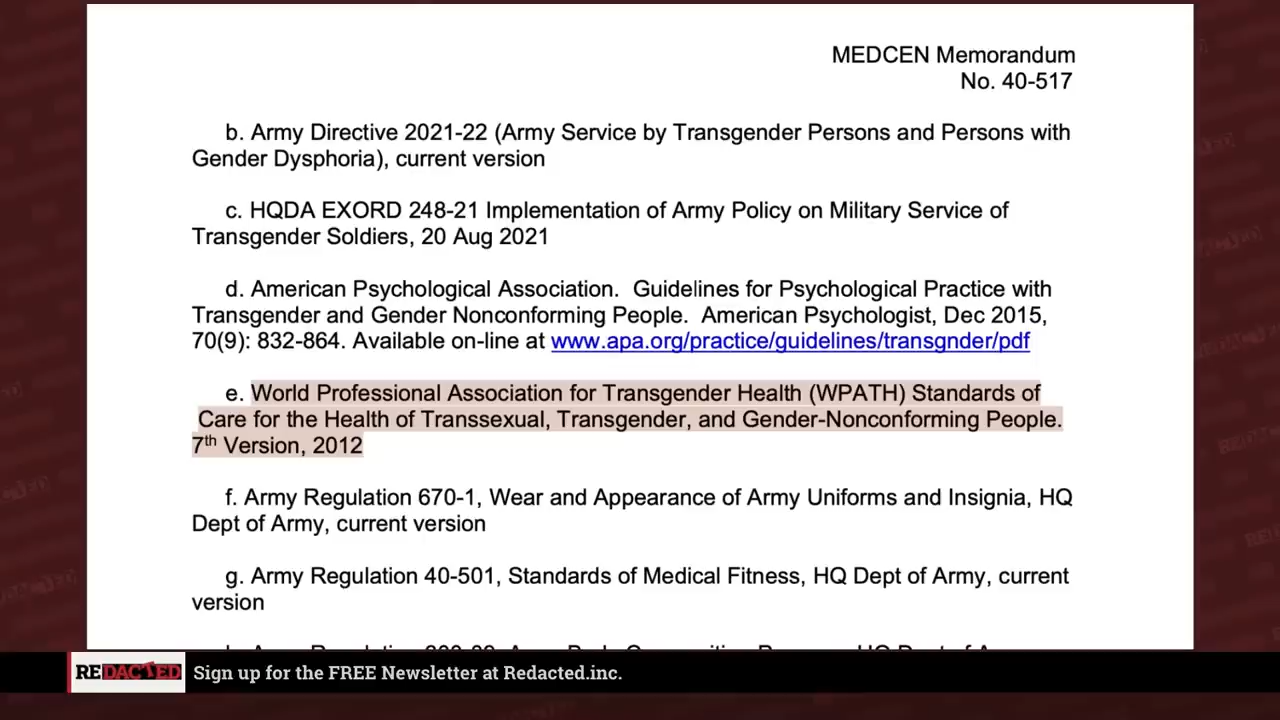 MEDCEN Memorandum
No. 40-517
b. Army Directive 2021-22 (Army Service by Transgender Persons and Persons with
Gender Dysphoria), current version
c. HQDA EXORD 248-21 Implementation of Army Policy on Military Service of
Transgender Soldiers, 20 Aug 2021
d. American Psychological Association. Guidelines for Psychological Practice with
Transgender and Gender Nonconforming People. American Psychologist, Dec 2015,
70(9): 832-864. Available on-line at www.apa.org/practice/guidelines/transgnder/pdf
e. World Professional Association for Transgender Health (WPATH) Standards of
Care for the Health of Transsexual, Transgender, and Gender-Nonconforming People.
7th Version, 2012
f. Army Regulation 670-1, Wear and Appearance of Army Uniforms and Insignia, HQ
Dept of Army, current version
g. Army Regulation 40-501, Standards of Medical Fitness, HQ Dept of Army, current
version
REDACTED Sign up for the FREE Newsletter at Redacted.inc.